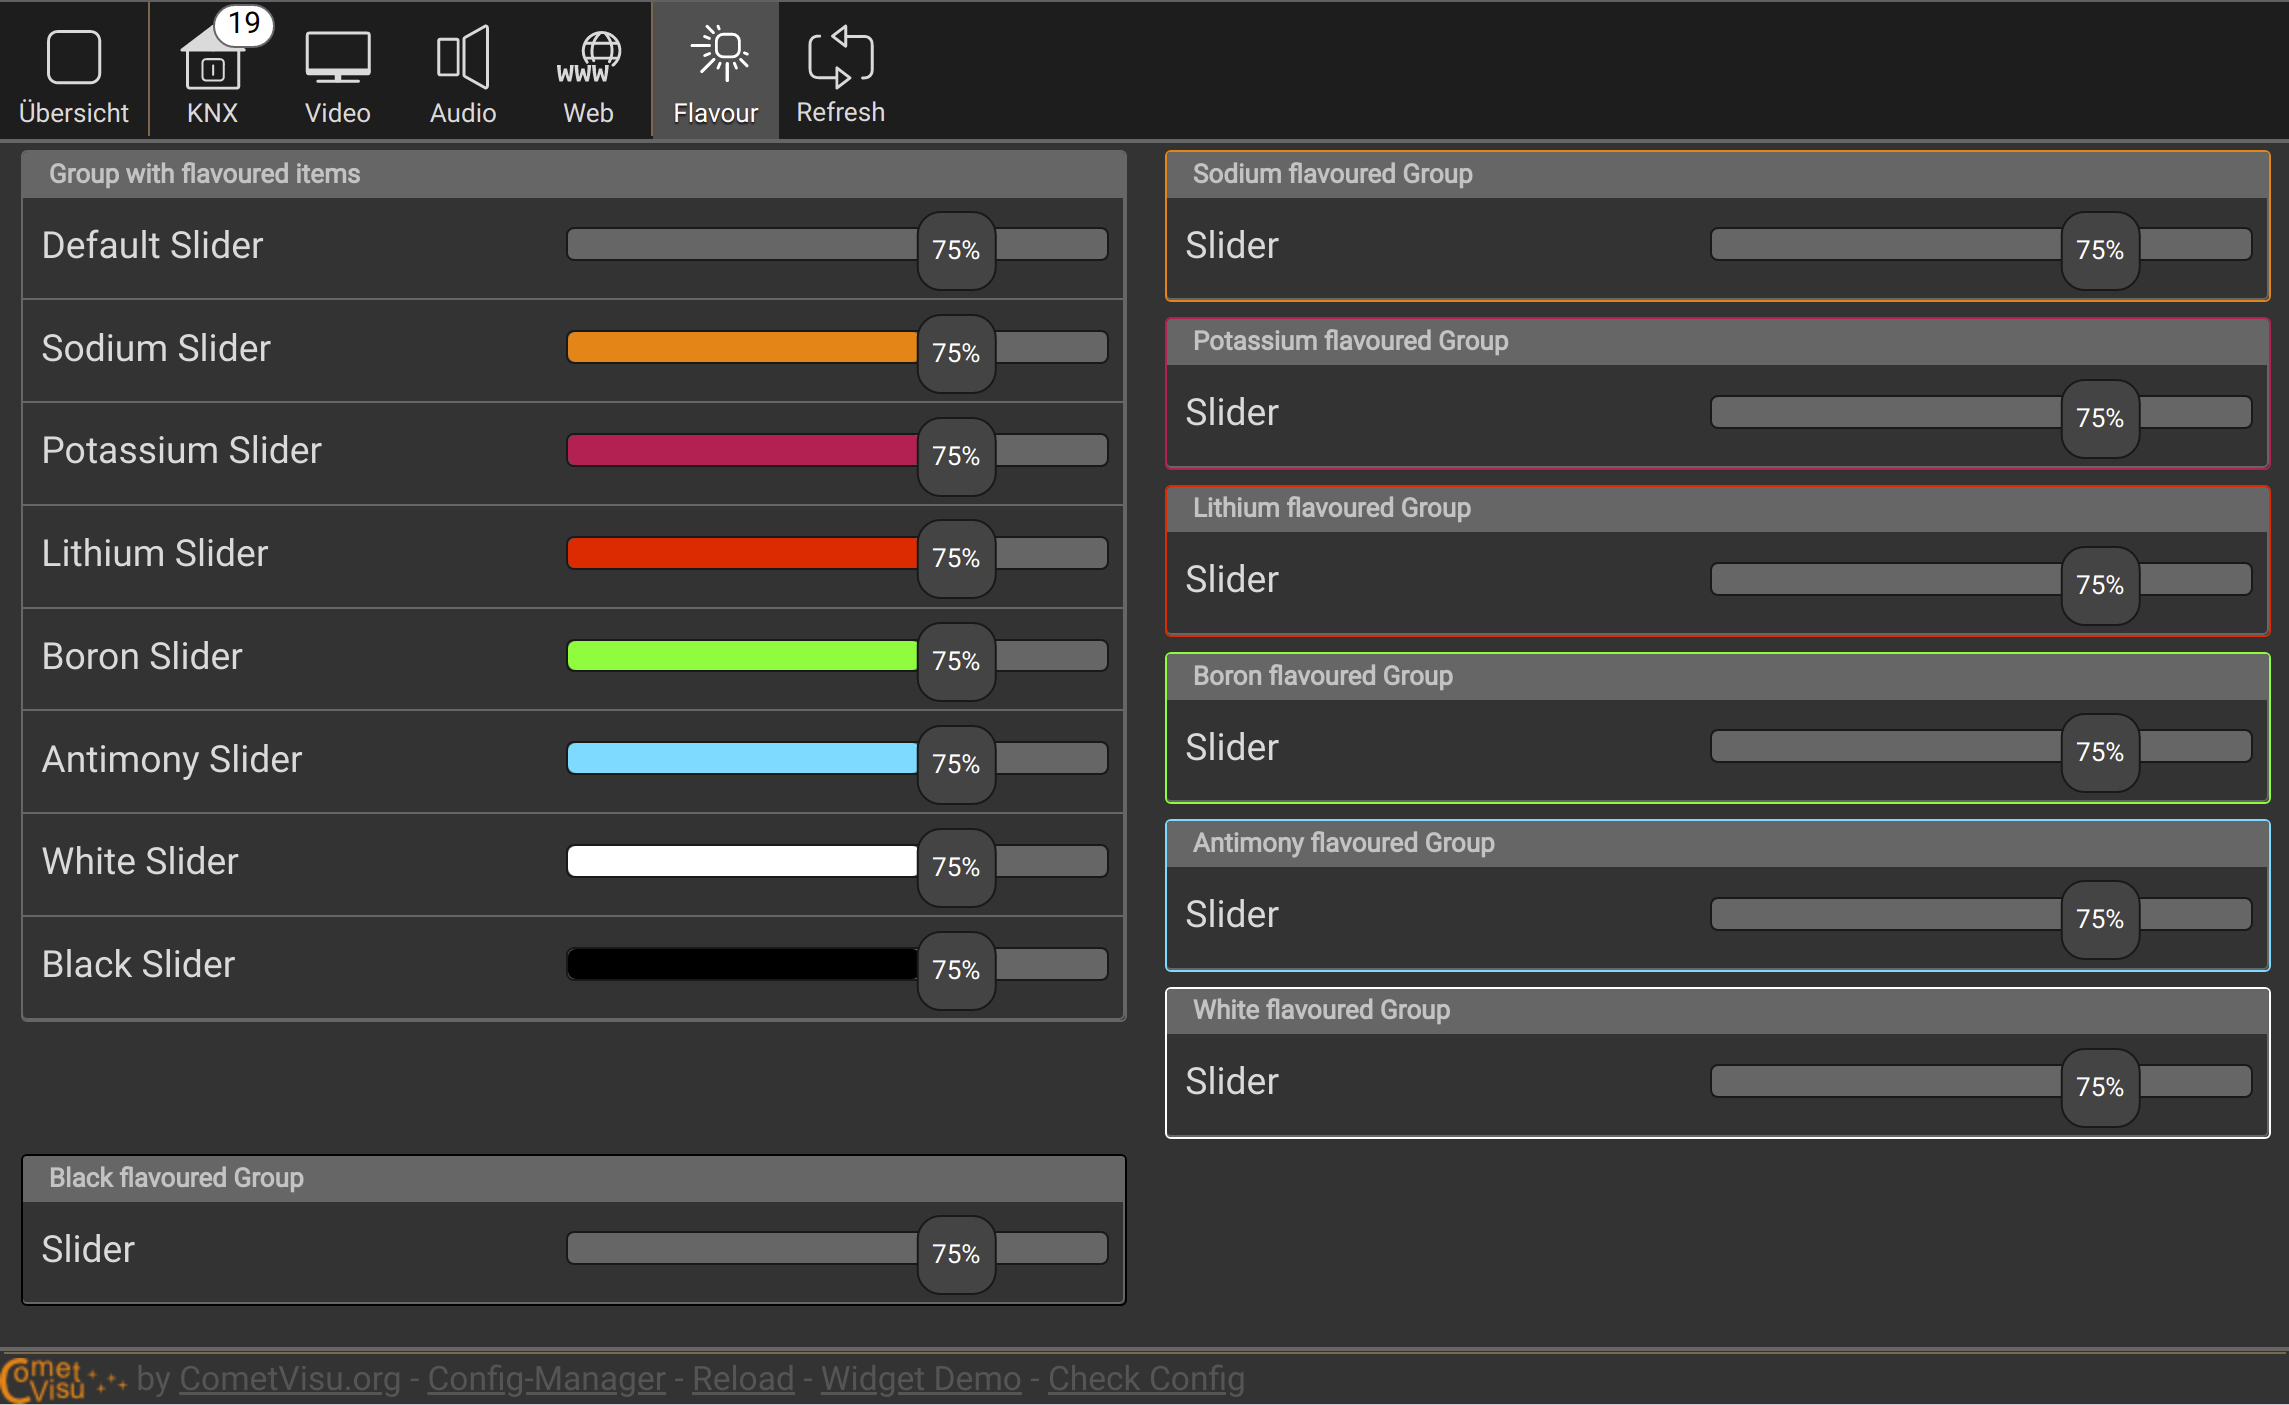 19
Übersicht KNX Video Audio Web Flavour Refresh
www
Group with flavoured items
Default Slider 75%
Sodium Slider 75%
Potassium Slider 75%
Lithium Slider 75%
Boron Slider 75%
Antimony Slider 75%
White Slider 75%
Black Slider 75%
Sodium flavoured Group
Slider 75%
Potassium flavoured Group
Slider 75%
Lithium flavoured Group
Slider 75%
Boron flavoured Group
Slider 75%
Antimony flavoured Group
Slider 75%
White flavoured Group
Slider 75%
Black flavoured Group
Slider 75%
Comet Visu by CometVisu.org - Config-Manager - Reload - Widget Demo - Check Config